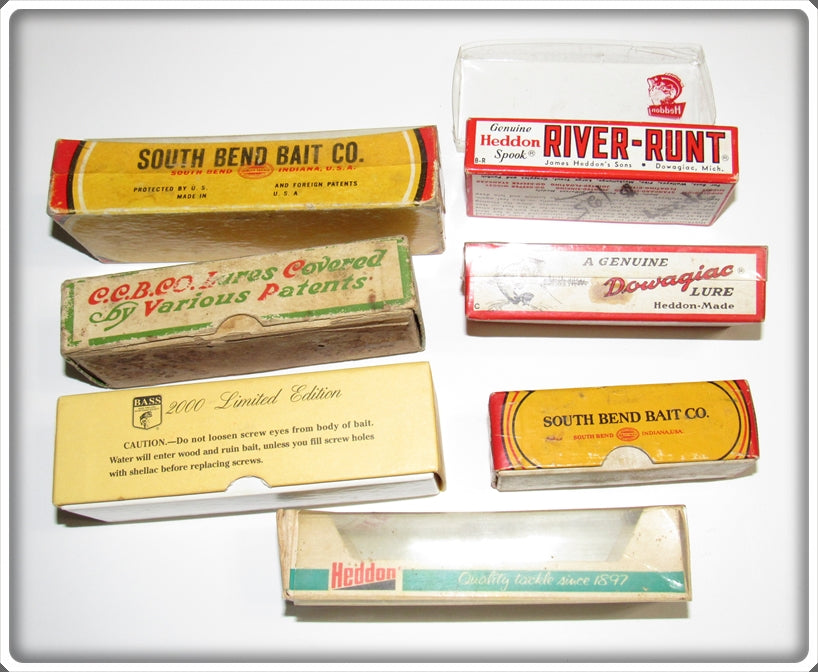 SOUTH BEND BAIT CO.
SOUTH BEND INDIANA, U.S.A.
PROTECTED BY U.S. AND FOREIGN PATENTS
MADE IN U S A
C.C.B.CO. Lures Covered
by Various Patents
BASS
2000 Limited Edition
CAUTION.—Do not loosen screw eyes from body of bait.
Water will enter wood and ruin bait, unless you fill screw holes
with shellac before replacing screws.
Heddon
Genuine
Heddon
Spook®
RIVER-RUNT®
B-R
James Heddon's Sons • Dowagiac, Mich.
A GENUINE
Dowagiac®
LURE
Heddon-Made
C
SOUTH BEND BAIT CO.
SOUTH BEND INDIANA, U.S.A.
Heddon®
Quality tackle since 1897